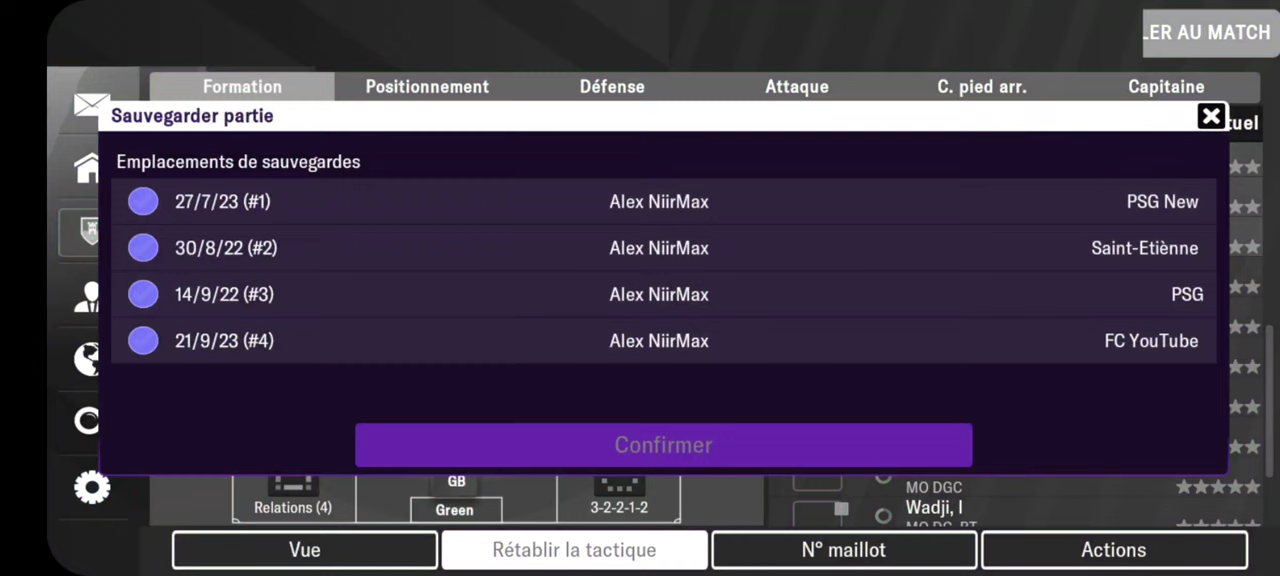 LER AU MATCH
Formation
Positionnement
Défense
Attaque
C. pied arr.
Capitaine
Sauvegarder partie
tuel
Emplacements de sauvegardes
27/7/23 (#1) Alex NiirMax PSG New
30/8/22 (#2) Alex NiirMax Saint-Etiènne
14/9/22 (#3) Alex NiirMax PSG
21/9/23 (#4) Alex NiirMax FC YouTube
Confirmer
GB
Relations (4)
Green
3-2-2-1-2
MO DGC
Wadji, I
MO DC, BT
Vue
Rétablir la tactique
N° maillot
Actions